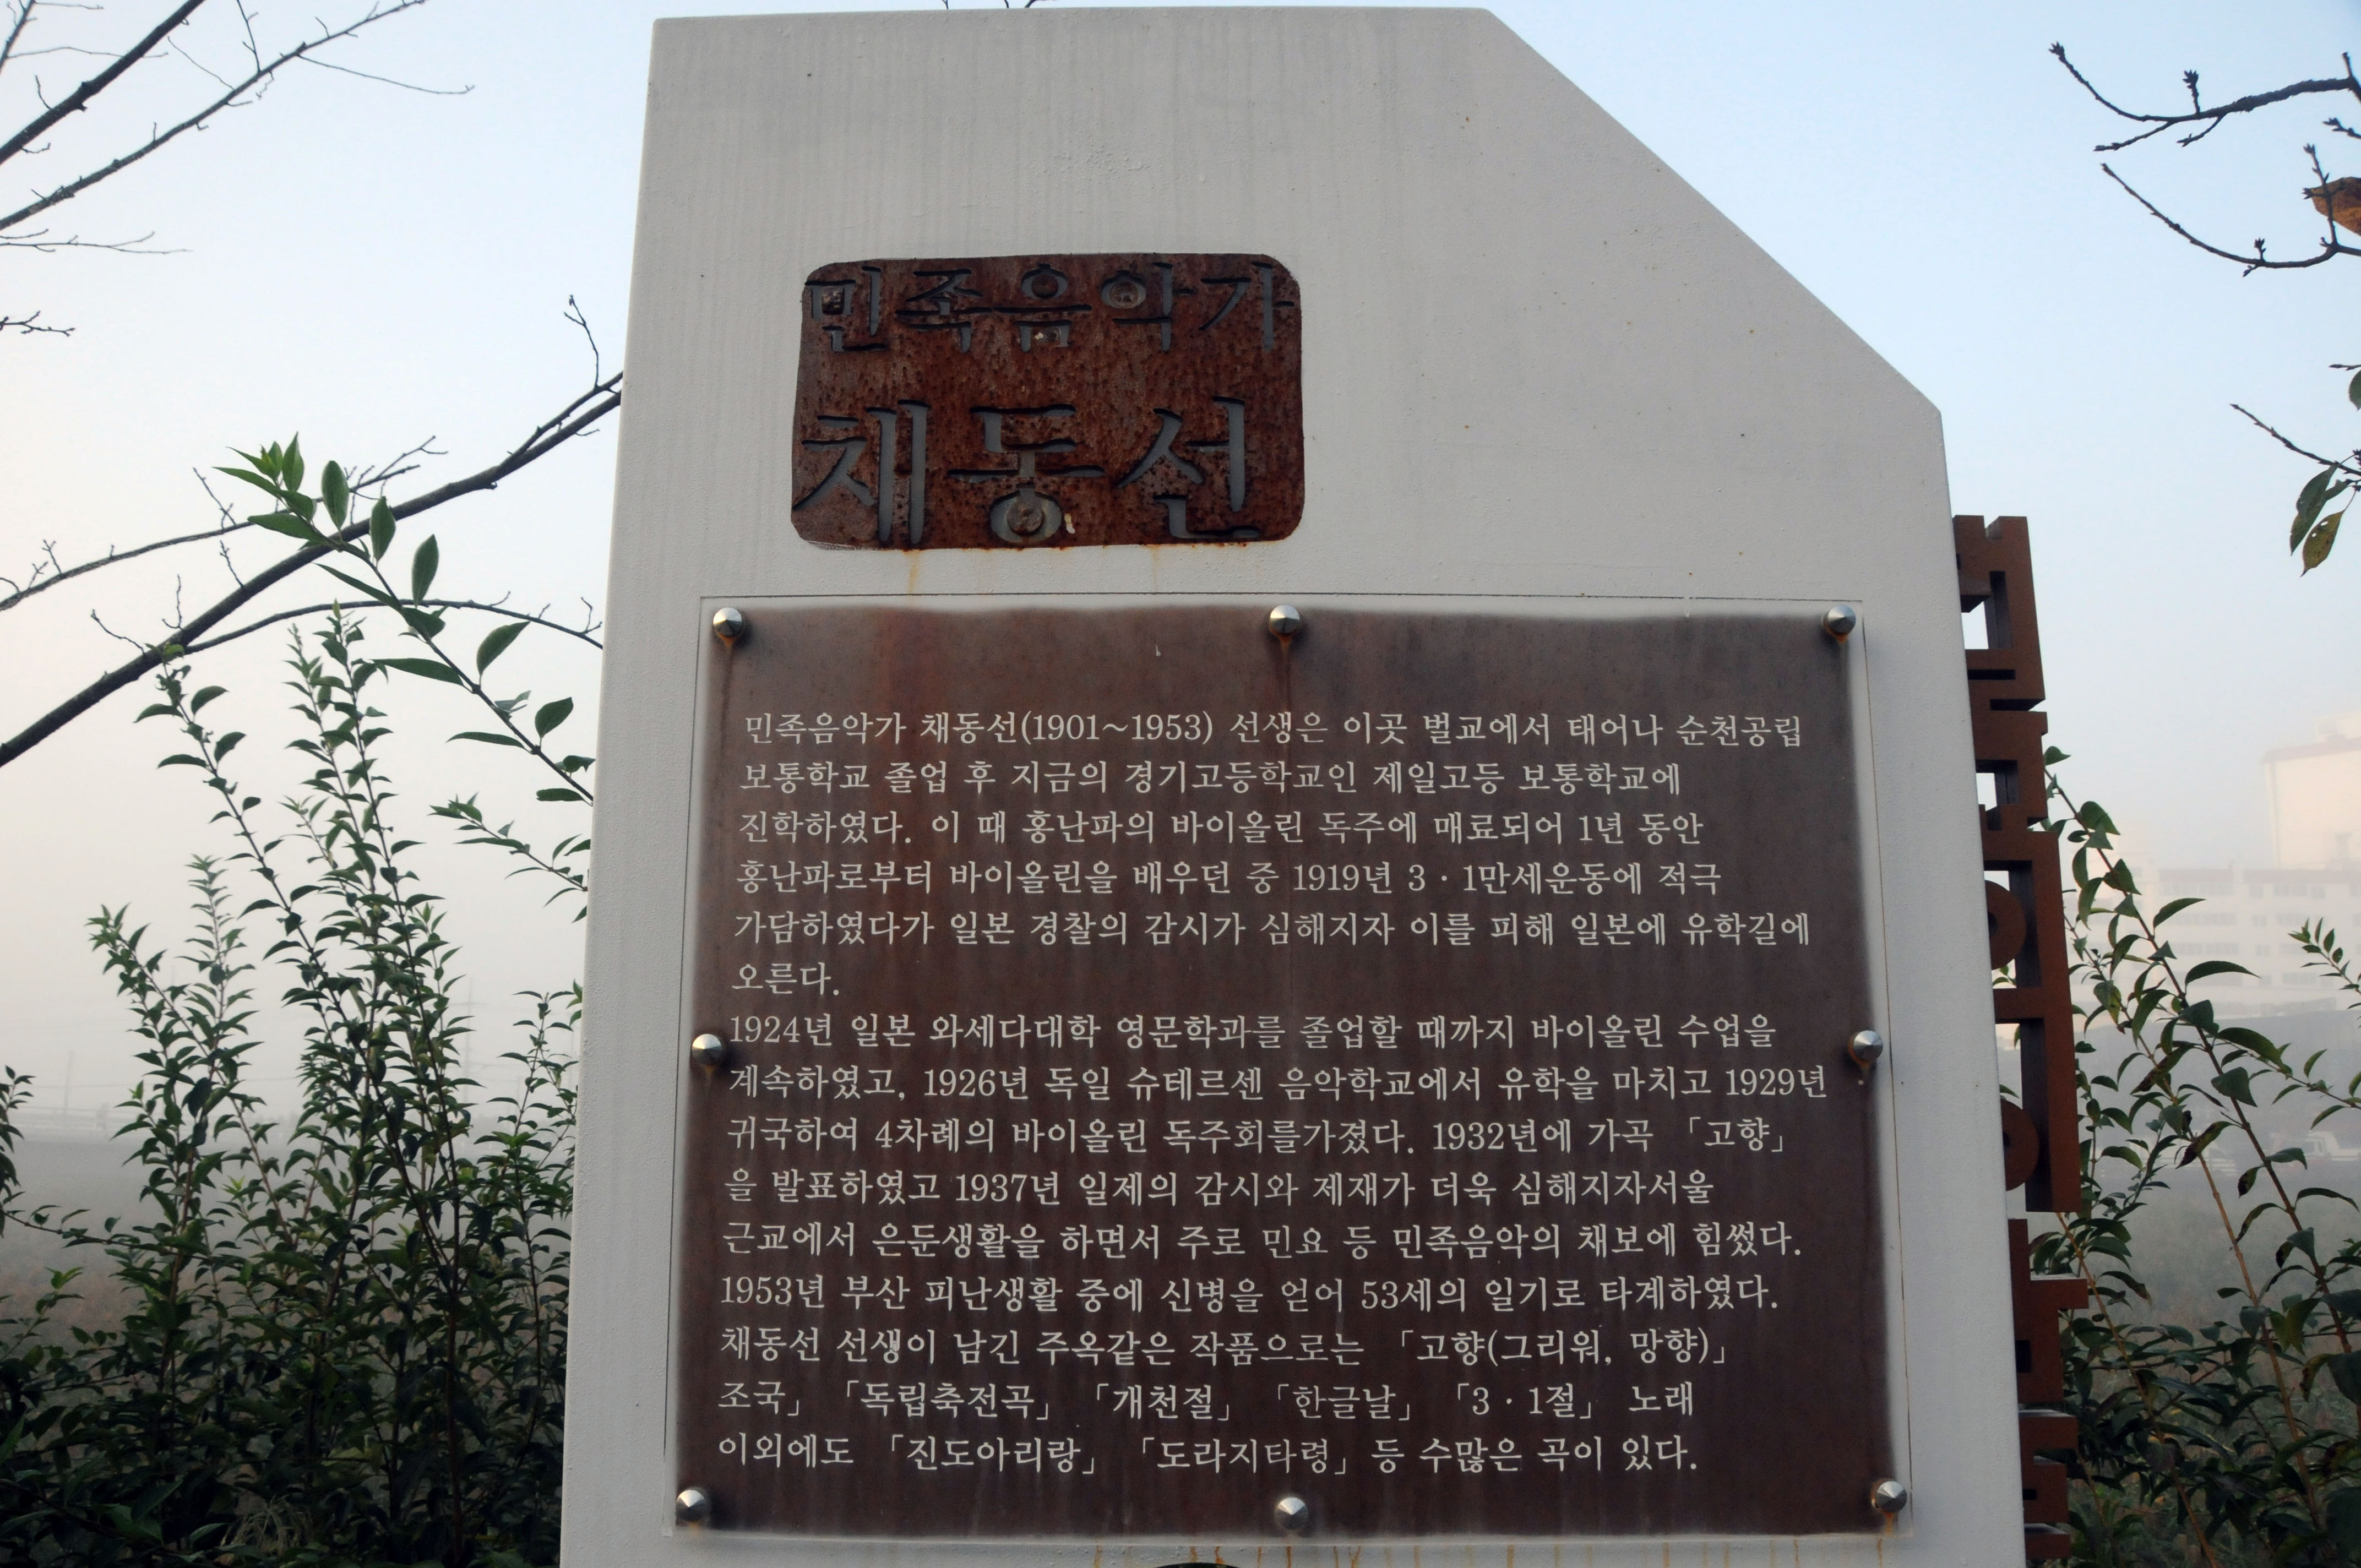 민족음악가
채동선
민족음악가 채동선(1901~1953) 선생은 이곳 벌교에서 태어나 순천공립
보통학교 졸업 후 지금의 경기고등학교인 제일고등 보통학교에
진학하였다. 이 때 홍난파의 바이올린 독주에 매료되어 1년 동안
홍난파로부터 바이올린을 배우던 중 1919년 3·1만세운동에 적극
가담하였다가 일본 경찰의 감시가 심해지자 이를 피해 일본에 유학길에
오른다.
1924년 일본 와세다대학 영문학과를 졸업할 때까지 바이올린 수업을
계속하였고, 1926년 독일 슈테르센 음악학교에서 유학을 마치고 1929년
귀국하여 4차례의 바이올린 독주회를가졌다. 1932년에 가곡 「고향」
을 발표하였고 1937년 일제의 감시와 제재가 더욱 심해지자서울
근교에서 은둔생활을 하면서 주로 민요 등 민족음악의 채보에 힘썼다.
1953년 부산 피난생활 중에 신병을 얻어 53세의 일기로 타계하였다.
채동선 선생이 남긴 주옥같은 작품으로는 「고향(그리워, 망향)」
조국」 「독립축전곡」 「개천절」 「한글날」 「3·1절」 노래
이외에도 「진도아리랑」 「도라지타령」 등 수많은 곡이 있다.